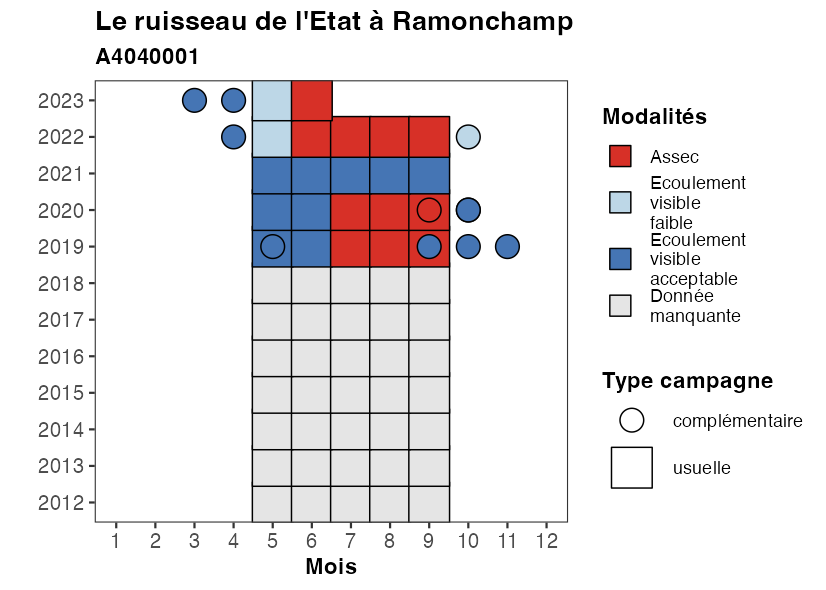 Le ruisseau de l'Etat à Ramonchamp
A4040001
2023
2022
2021
2020
2019
2018
2017
2016
2015
2014
2013
2012
1 2 3 4 5 6 7 8 9 10 11 12
Mois
Modalités
Assec
Ecoulement
visible
faible
Ecoulement
visible
acceptable
Donnée
manquante
Type campagne
complémentaire
usuelle